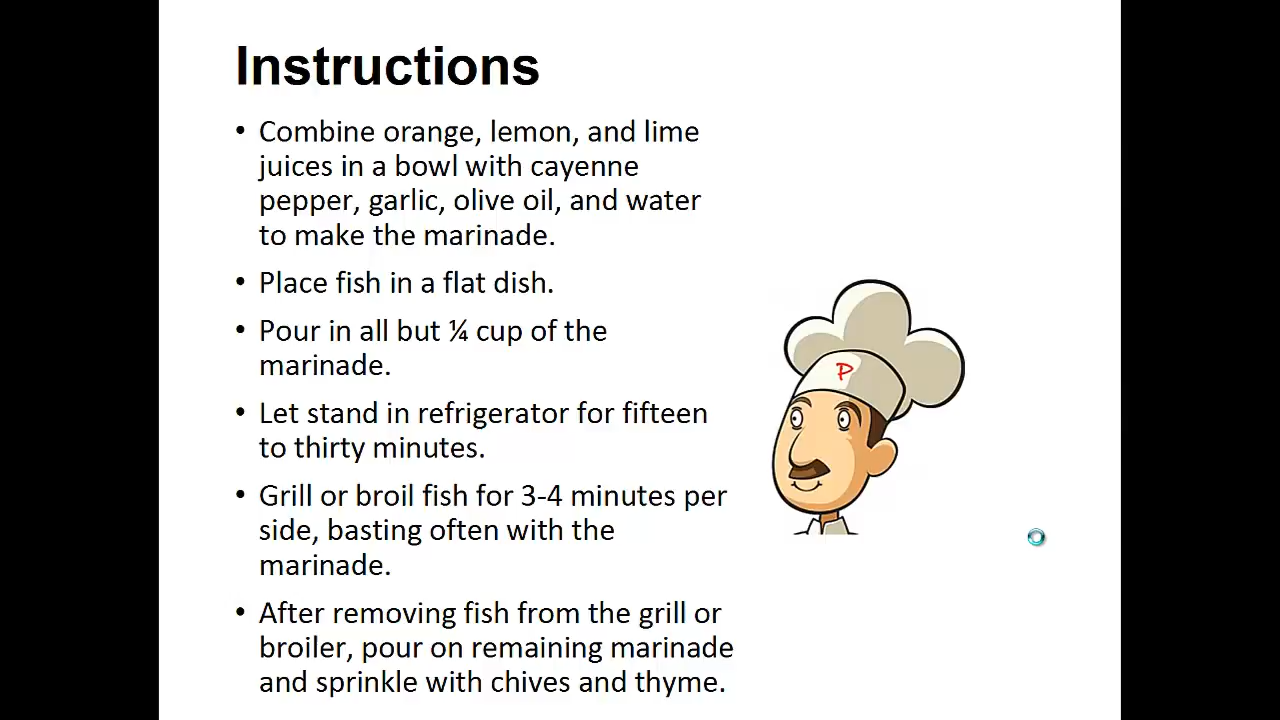 Instructions
• Combine orange, lemon, and lime
juices in a bowl with cayenne
pepper, garlic, olive oil, and water
to make the marinade.
• Place fish in a flat dish.
• Pour in all but ¼ cup of the
marinade.
• Let stand in refrigerator for fifteen
to thirty minutes.
• Grill or broil fish for 3-4 minutes per
side, basting often with the
marinade.
• After removing fish from the grill or
broiler, pour on remaining marinade
and sprinkle with chives and thyme.
P